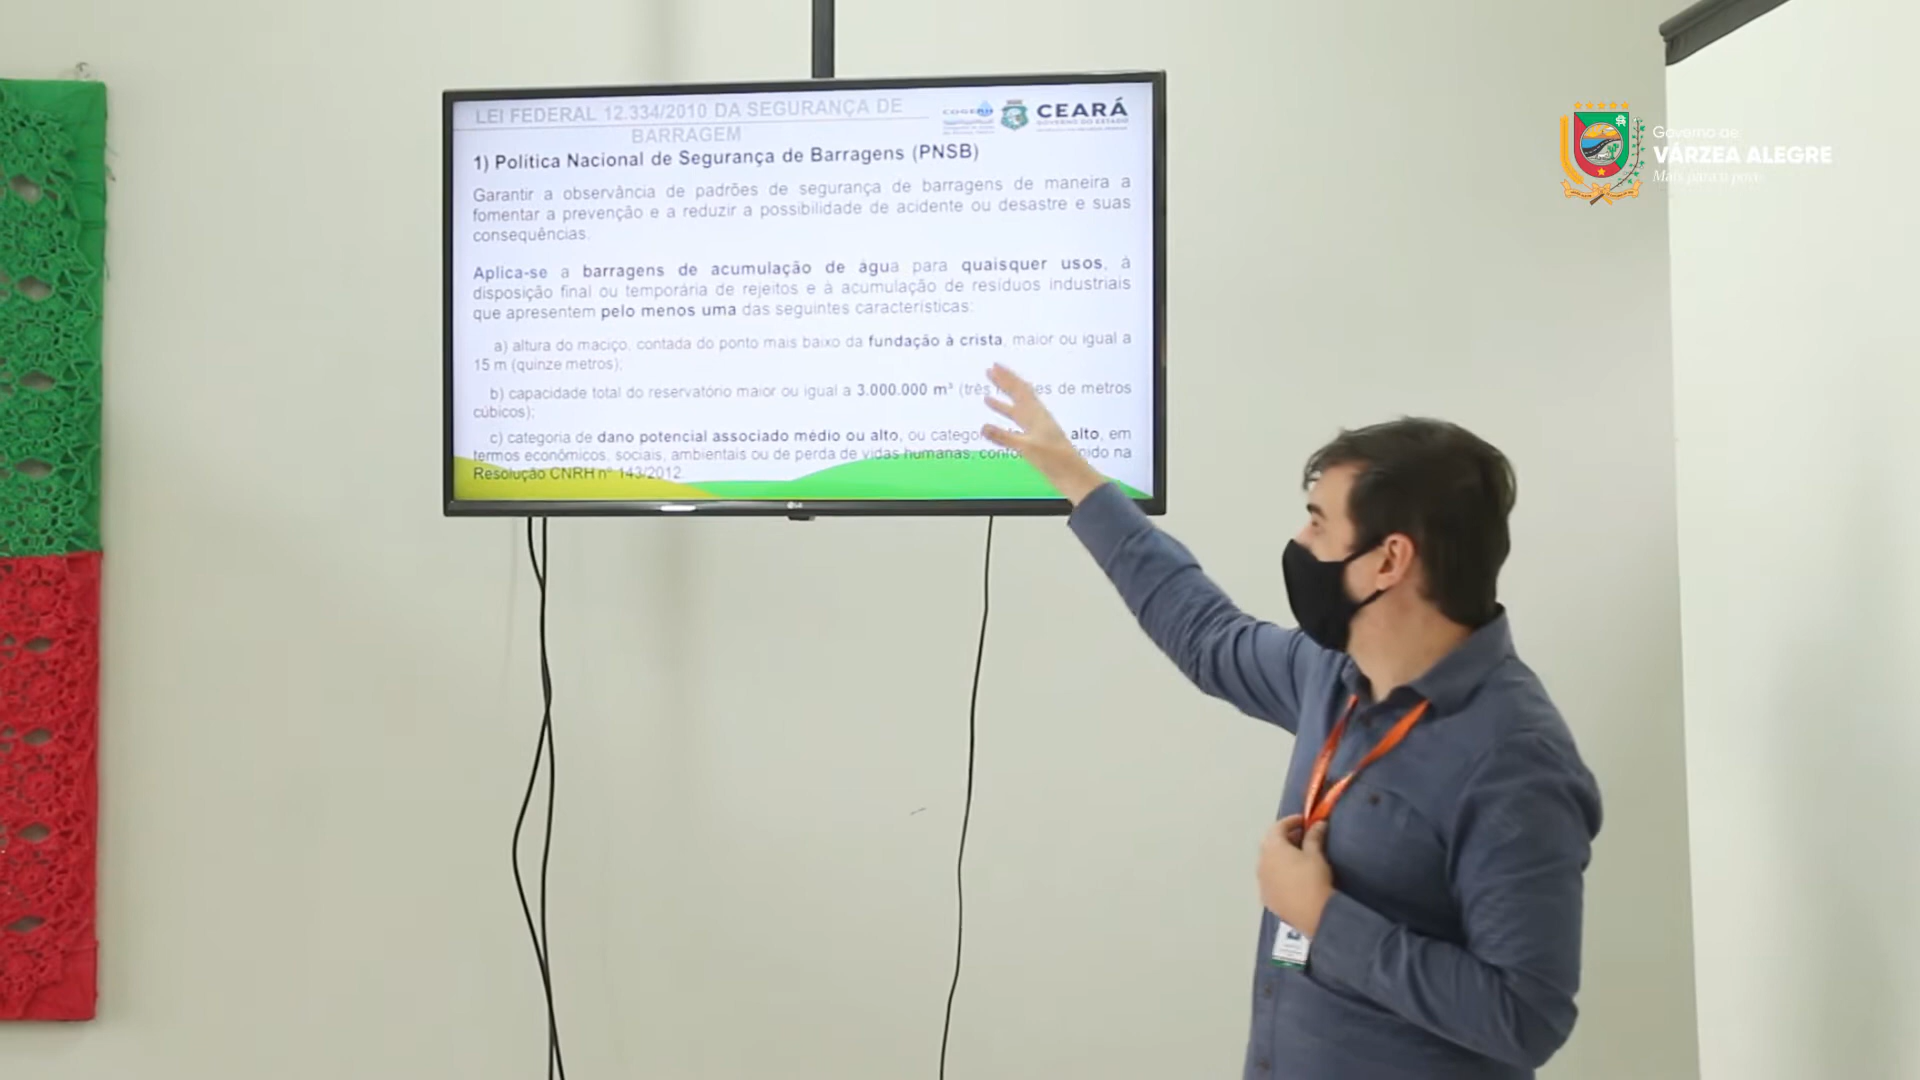 LEI FEDERAL 12.334/2010 DA SEGURANÇA DE
BARRAGEM
COGERH
CEARÁ
GOVERNO DO ESTADO
1) Política Nacional de Segurança de Barragens (PNSB)
Garantir a observância de padrões de segurança de barragens de maneira a
fomentar a prevenção e a reduzir a possibilidade de acidente ou desastre e suas
consequências.
Aplica-se a barragens de acumulação de água para quaisquer usos, à
disposição final ou temporária de rejeitos e à acumulação de resíduos industriais
que apresentem pelo menos uma das seguintes características:
a) altura do maciço, contada do ponto mais baixo da fundação à crista, maior ou igual a
15 m (quinze metros);
b) capacidade total do reservatório maior ou igual a 3.000.000 m³ (três de metros
cúbicos);
c) categoria de dano potencial associado médio ou alto, ou alto, em
termos econômicos, sociais, ambientais ou de perda de vidas humanas, na
Resolução CNRH nº 143/2012
LG
Governo de
VÁRZEA ALEGRE
Mais para o povo